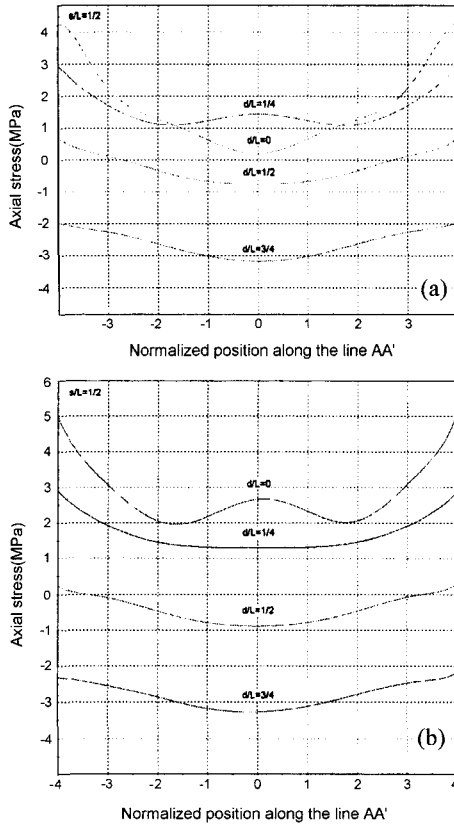 s/L=1/2
4
3
2
1
0
-1
-2
-3
-4
Axial stress(MPa)
d/L=1/4
d/L=0
d/L=1/2
d/L=3/4
(a)
-3 -2 -1 0 1 2 3
Normalized position along the line AA'
s/L=1/2
6
5
4
3
2
1
0
-1
-2
-3
-4
Axial stress(MPa)
d/L=0
d/L=1/4
d/L=1/2
d/L=3/4
(b)
-4 -3 -2 -1 0 1 2 3 4
Normalized position along the line AA'